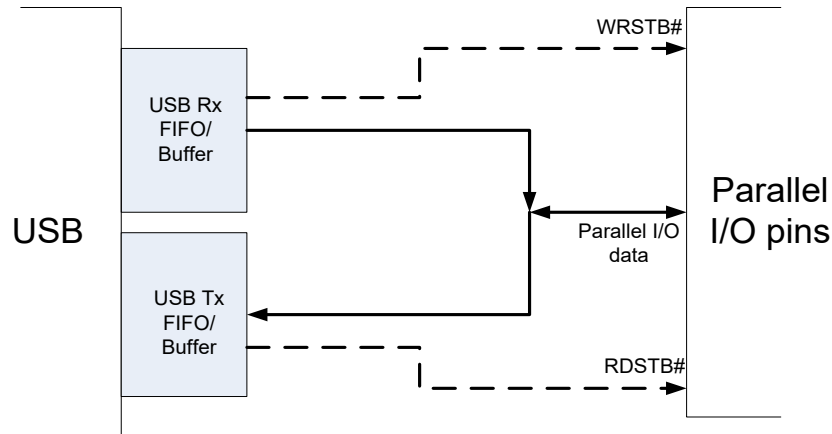 WRSTB#
USB Rx
FIFO/
Buffer
USB
Parallel
I/O pins
Parallel I/O
data
USB Tx
FIFO/
Buffer
RDSTB#